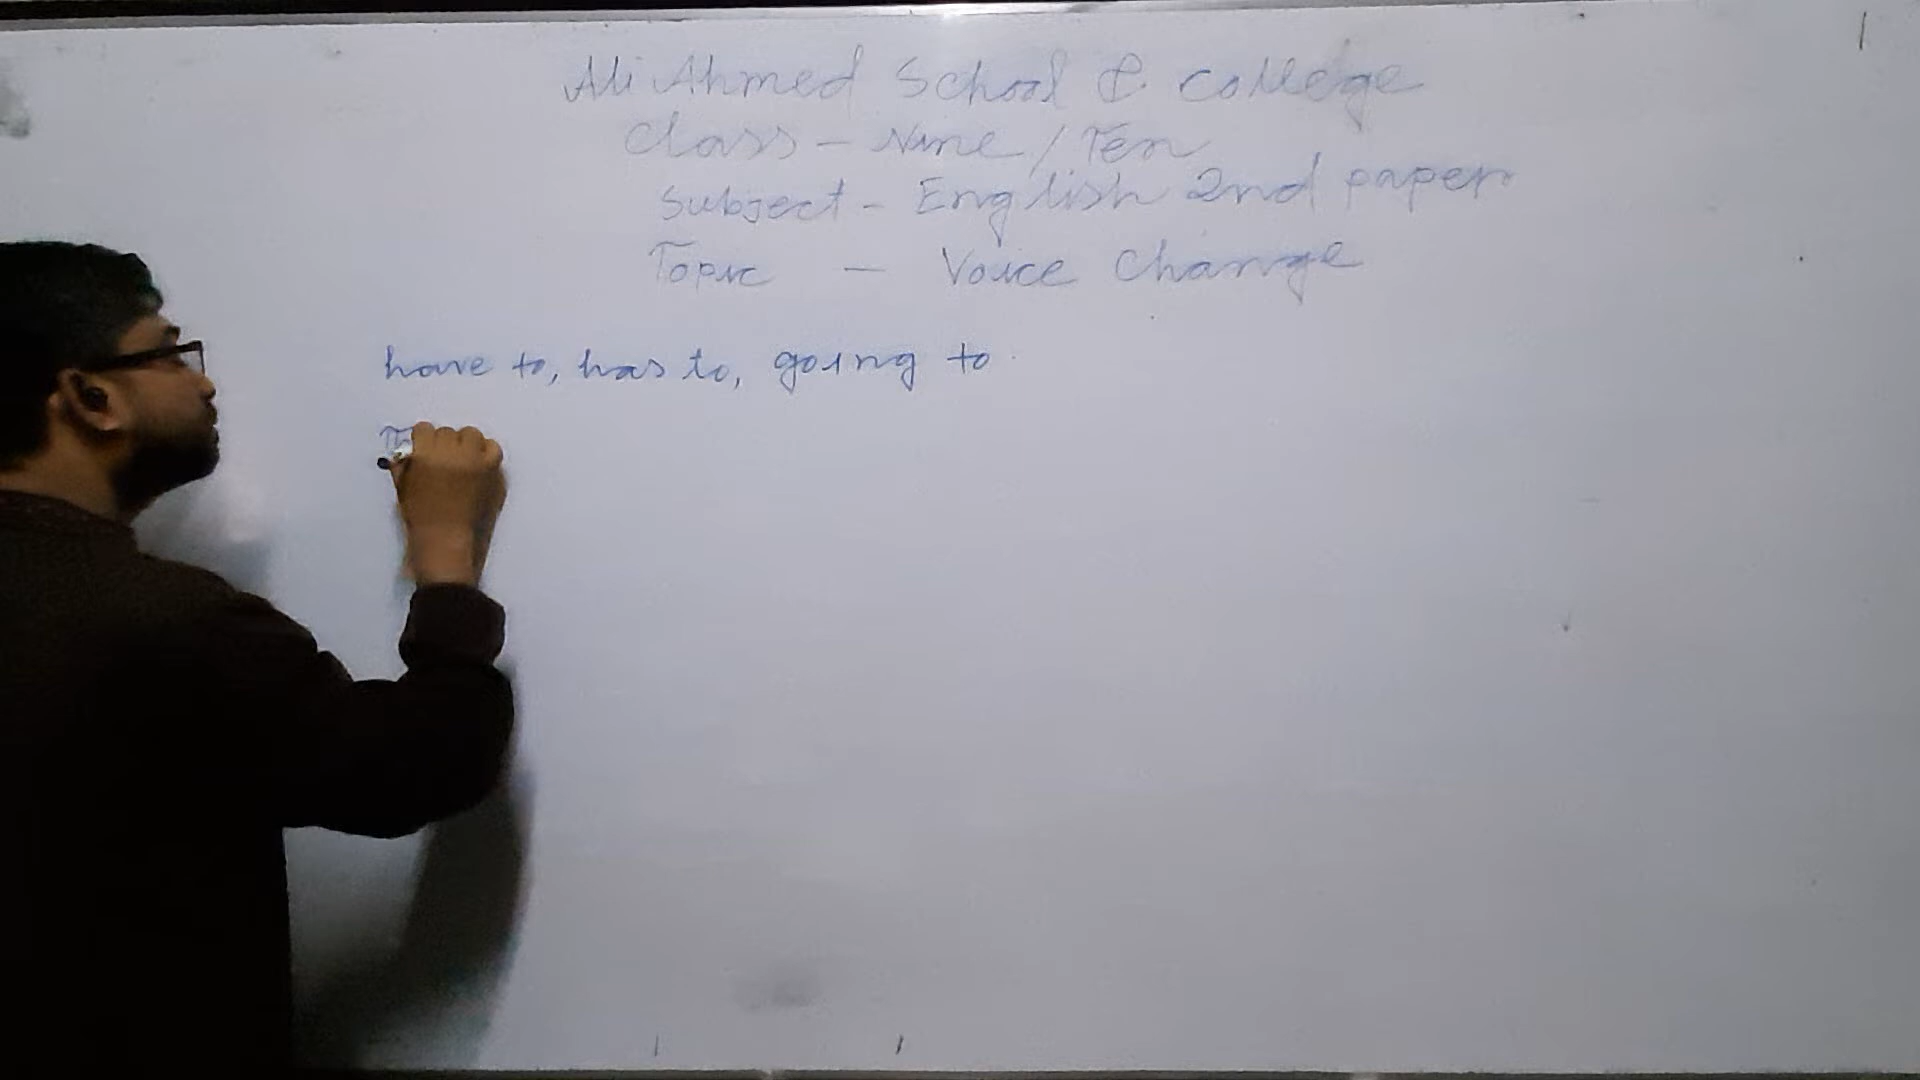 Ali Ahmed School & College
Class - Nine / Ten
Subject - English 2nd paper
Topic - Voice Change
have to, has to, going to
Th